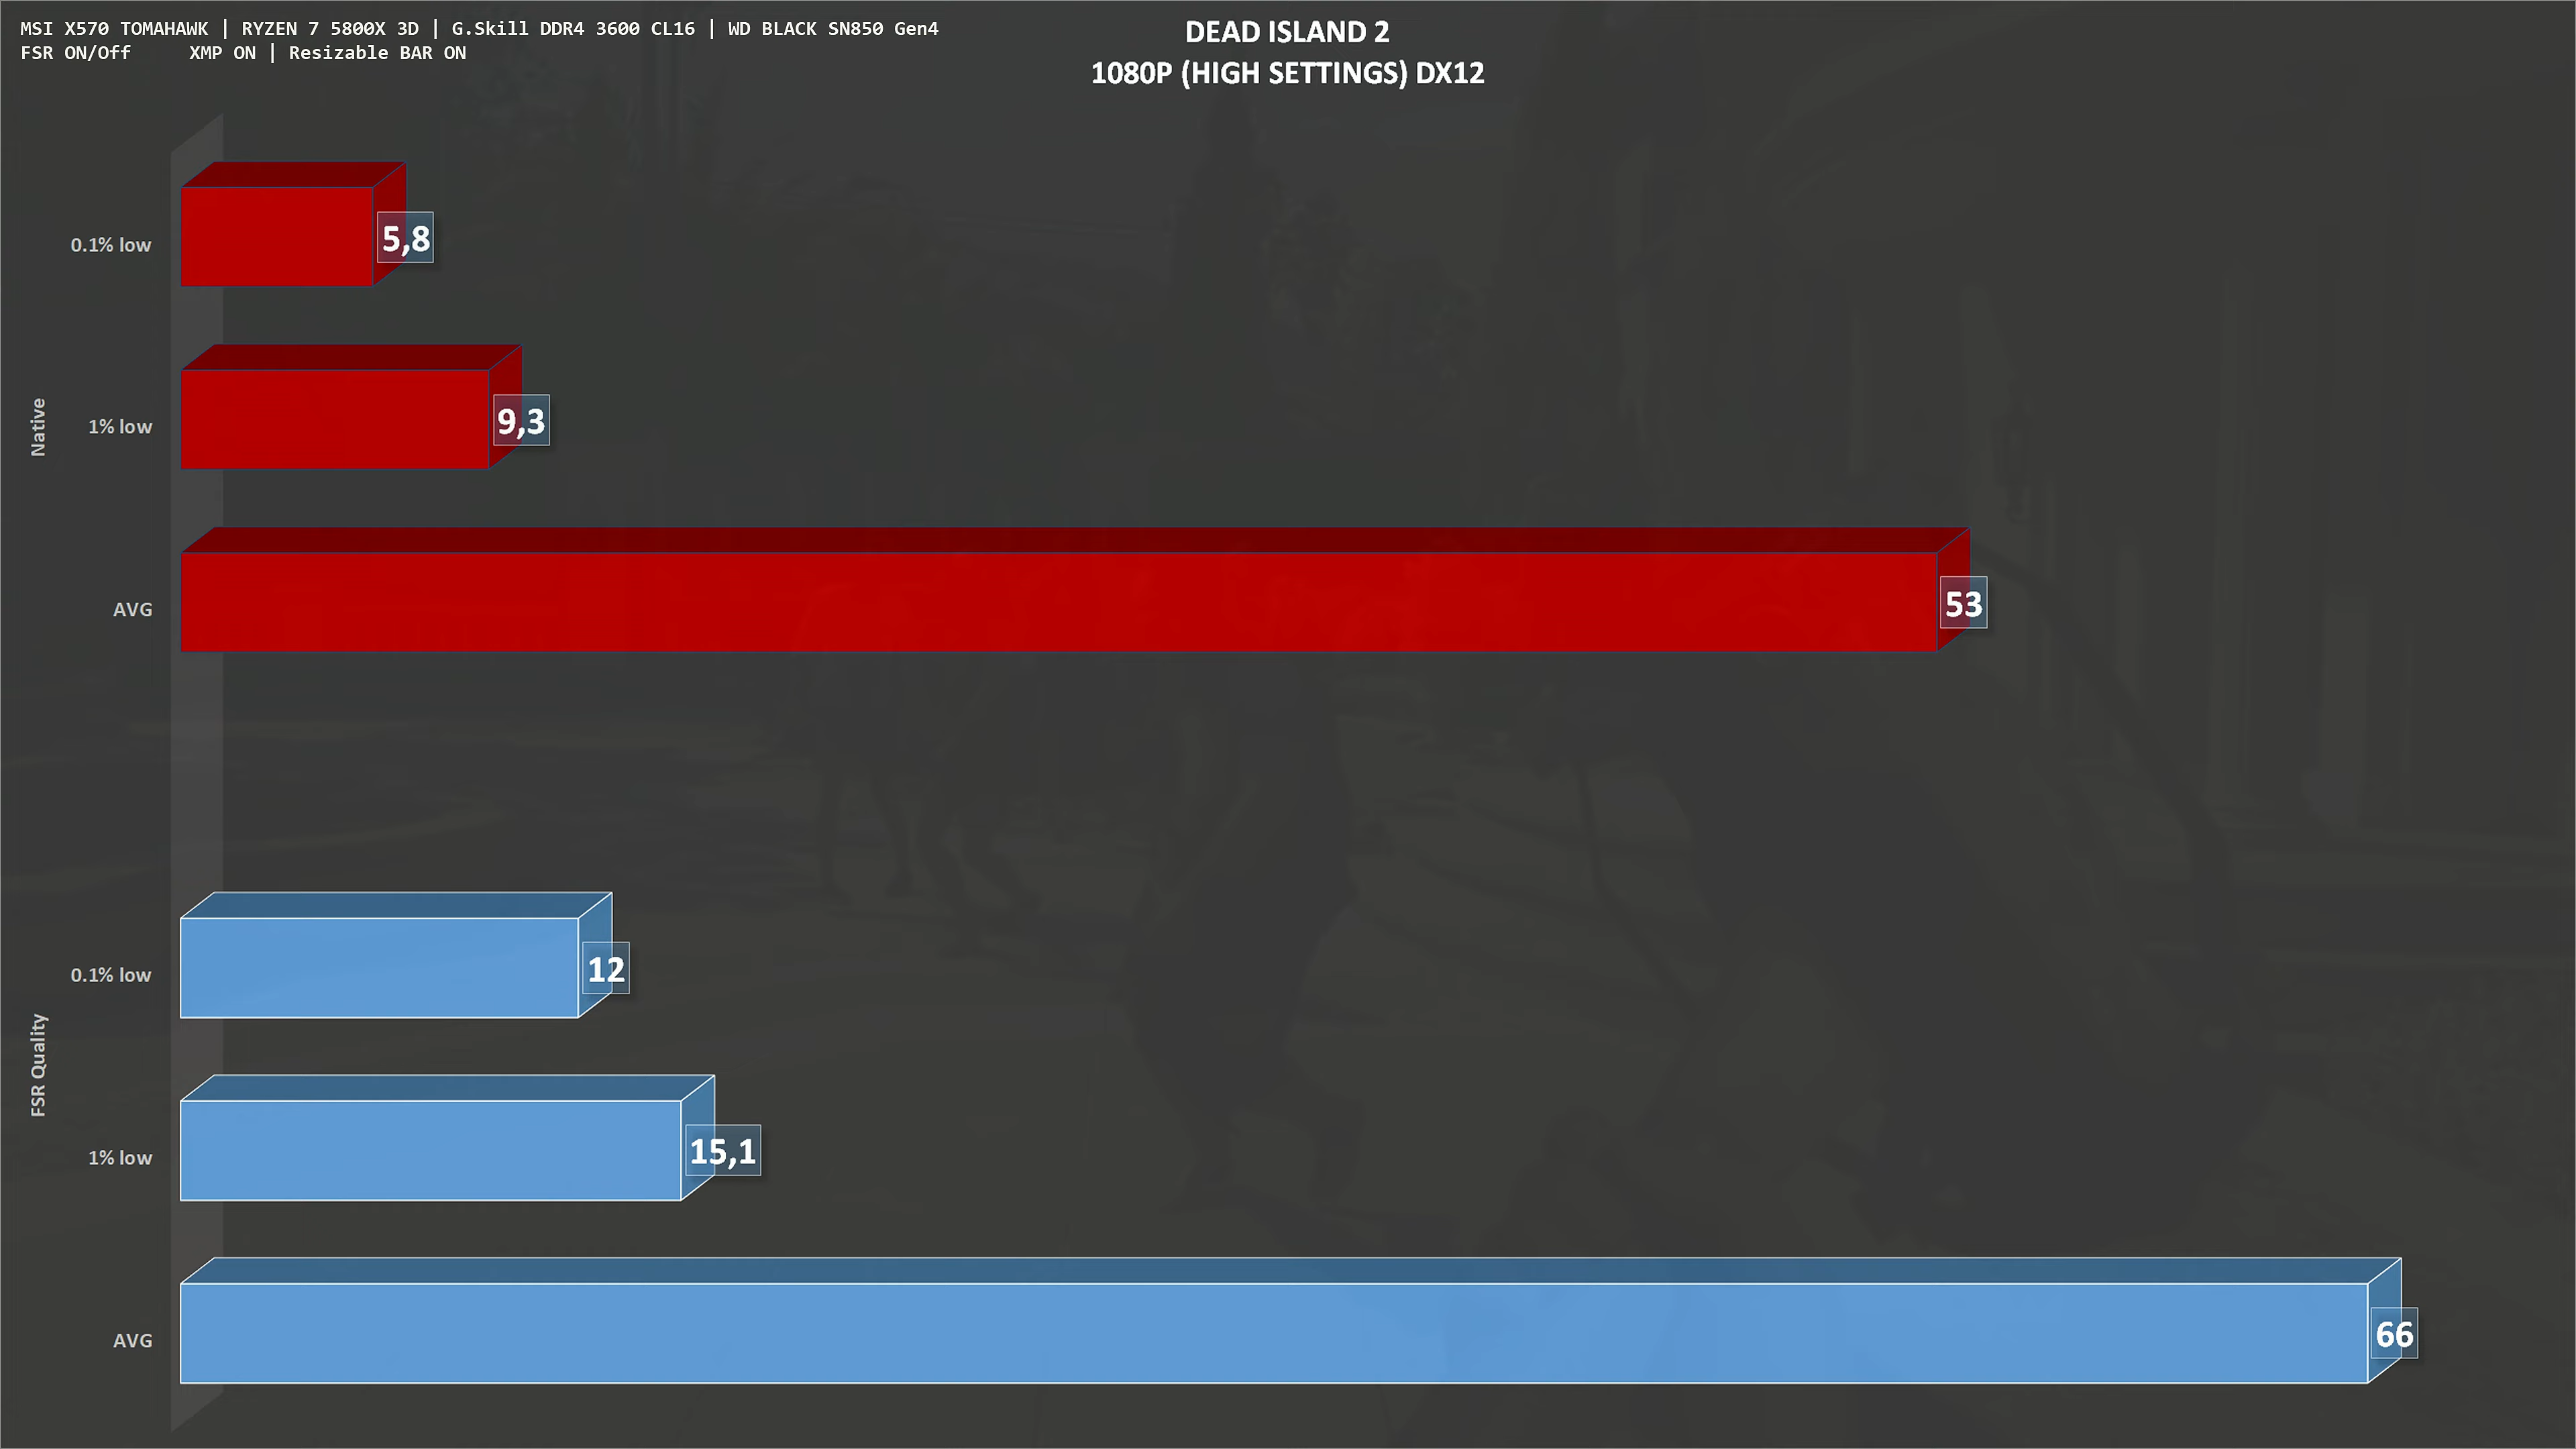 MSI X570 TOMAHAWK | RYZEN 7 5800X 3D | G.Skill DDR4 3600 CL16 | WD BLACK SN850 Gen4
FSR ON/Off XMP ON | Resizable BAR ON
DEAD ISLAND 2
1080P (HIGH SETTINGS) DX12
Native
0.1% low
5,8
1% low
9,3
AVG
53
FSR Quality
0.1% low
12
1% low
15,1
AVG
66